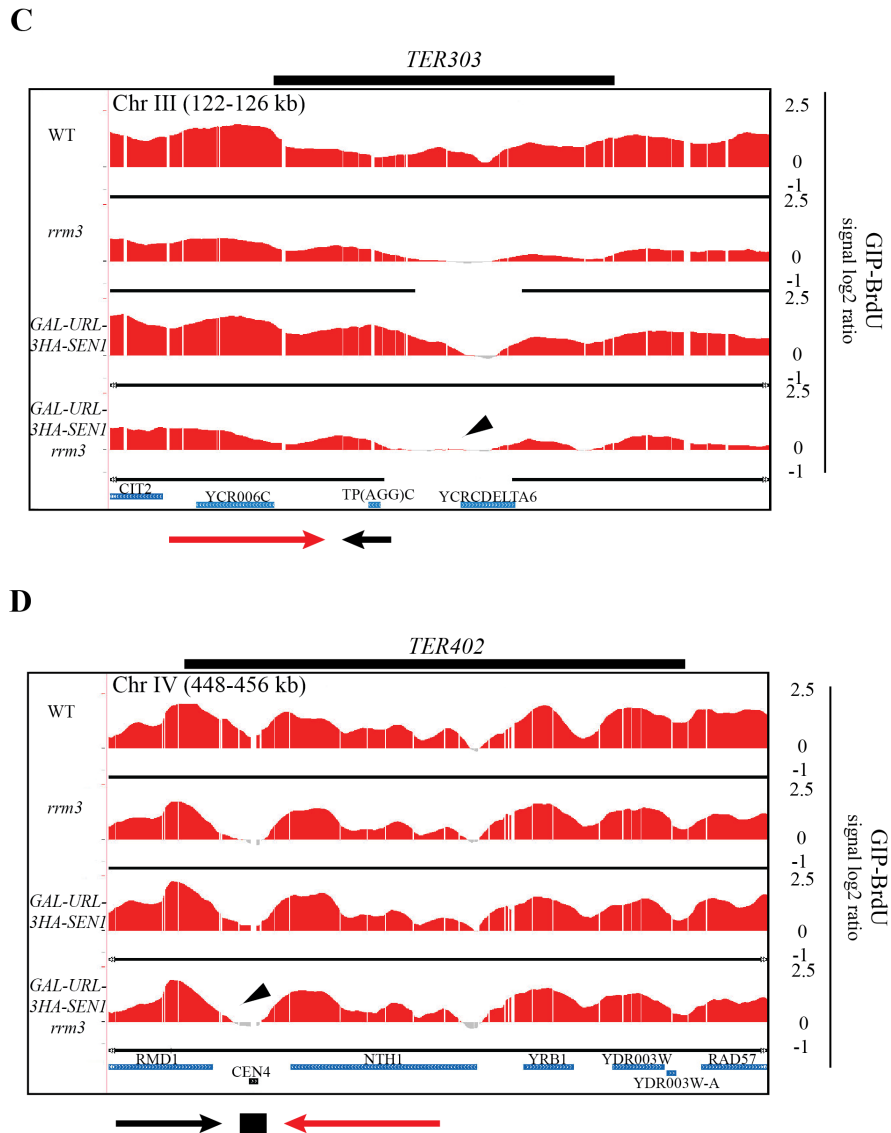 C
TER303
Chr III (122-126 kb)
WT
2.5
0
-1
rrm3
2.5
0
-1
GAL-URL-
3HA-SEN1
2.5
0
-1
GAL-URL-
3HA-SEN1
rrm3
2.5
0
-1
GIP-BrdU
signal log2 ratio
CIT2
YCR006C
TP(AGG)C
YCRCDELTA6
D
TER402
Chr IV (448-456 kb)
WT
2.5
0
-1
rrm3
2.5
0
-1
GAL-URL-
3HA-SEN1
2.5
0
-1
GAL-URL-
3HA-SEN1
rrm3
2.5
0
-1
GIP-BrdU
signal log2 ratio
RMD1
CEN4
NTH1
YRB1
YDR003W
RAD57
YDR003W-A